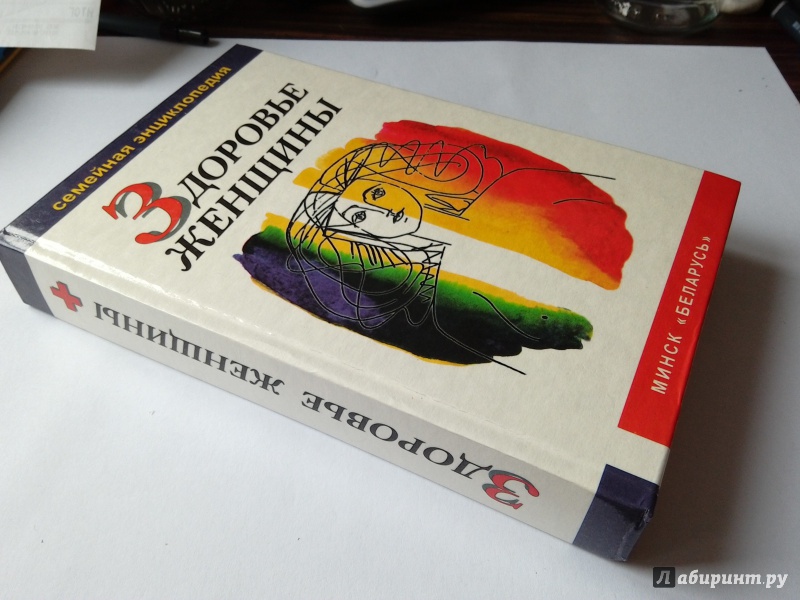 СЕМЕЙНАЯ ЭНЦИКЛОПЕДИЯ
ЗДОРОВЬЕ
ЖЕНЩИНЫ
МИНСК «БЕЛАРУСЬ»
ЗДОРОВЬЕ ЖЕНЩИНЫ
Лабиринт.ру